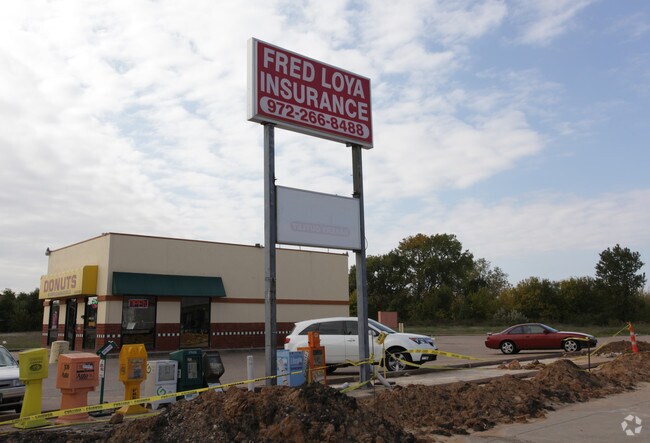 FRED LOYA
INSURANCE
972-266-8488
DONUTS